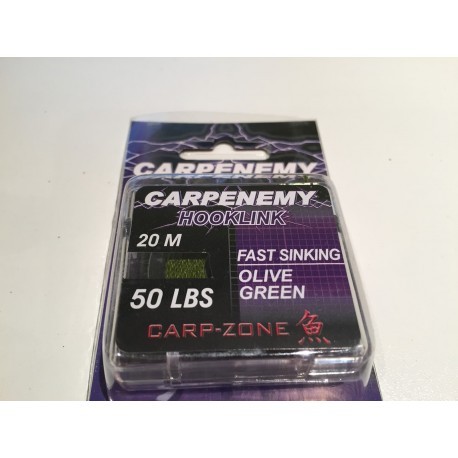 CARPENEMY
CARPENEMY
HOOKLINK
20 M
FAST SINKING
50 LBS
OLIVE
GREEN
CARP-ZONE 魚